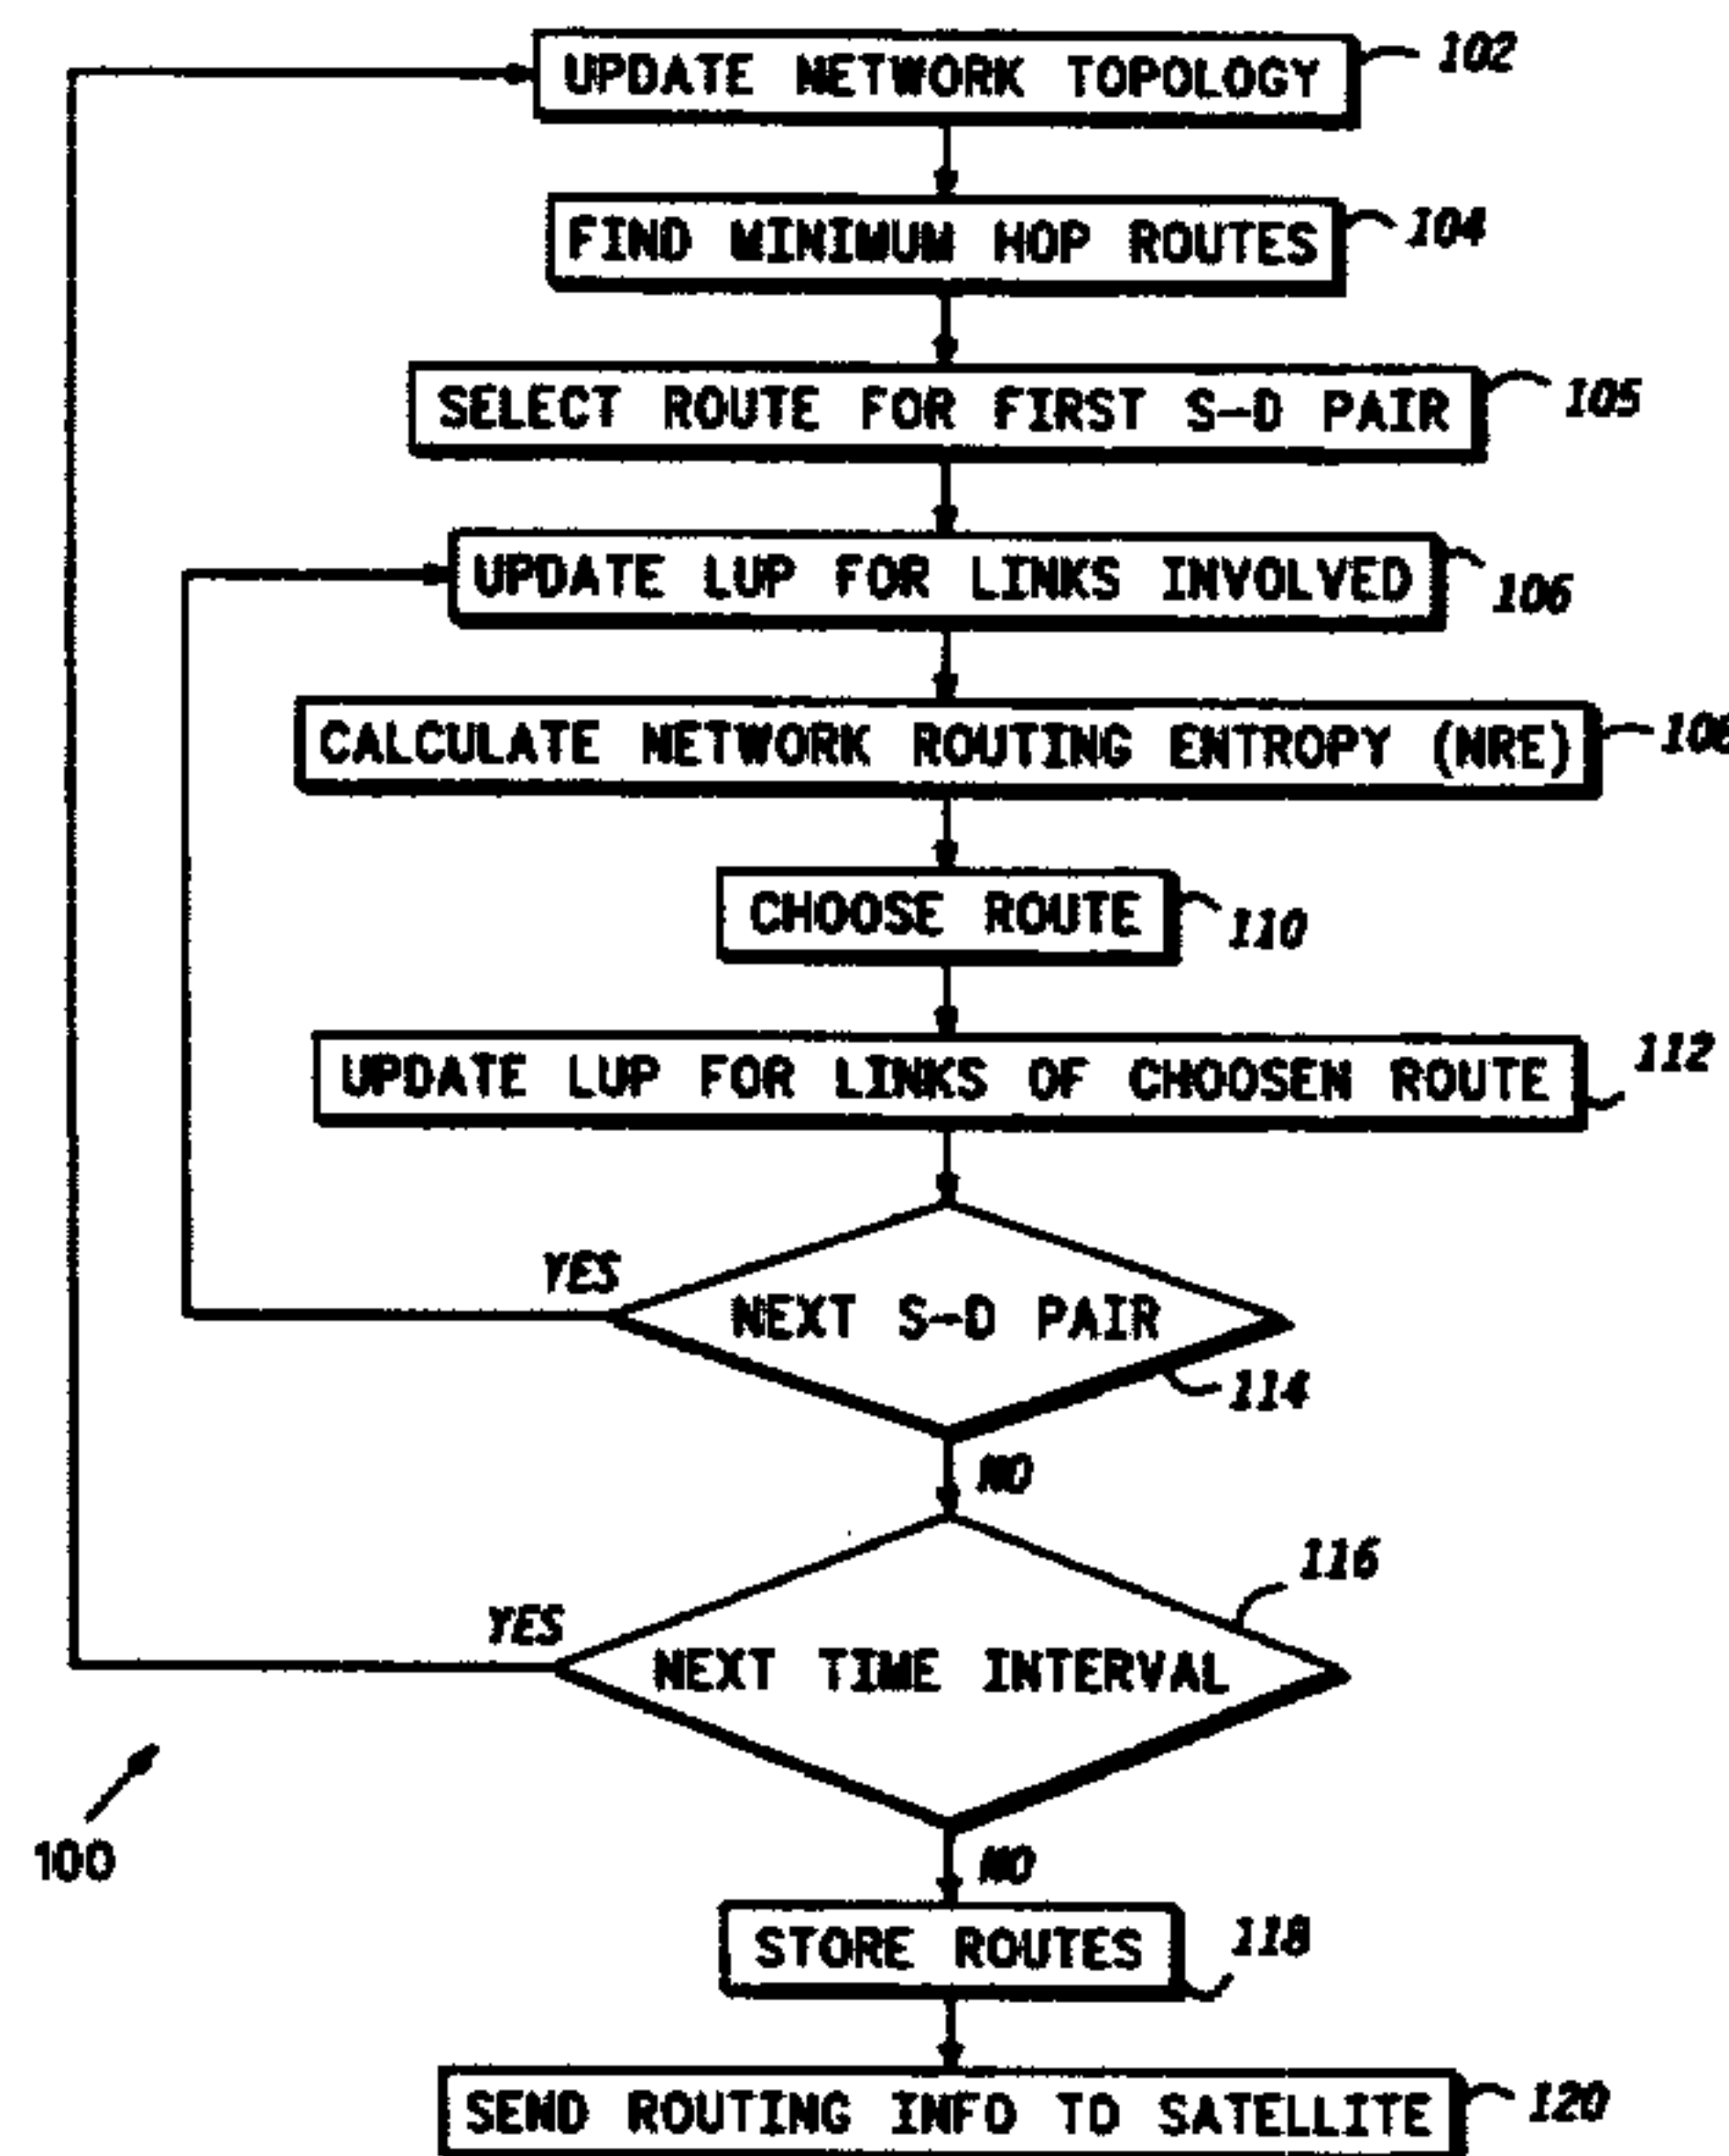 UPDATE NETWORK TOPOLOGY
102
FIND MINIMUM HOP ROUTES
104
SELECT ROUTE FOR FIRST S-D PAIR
105
UPDATE LUP FOR LINKS INVOLVED
106
CALCULATE NETWORK ROUTING ENTROPY (NRE)
108
CHOOSE ROUTE
110
UPDATE LUP FOR LINKS OF CHOOSEN ROUTE
112
YES
NEXT S-D PAIR
114
NO
116
YES
NEXT TIME INTERVAL
100
NO
STORE ROUTES
118
SEND ROUTING INFO TO SATELLITE
120